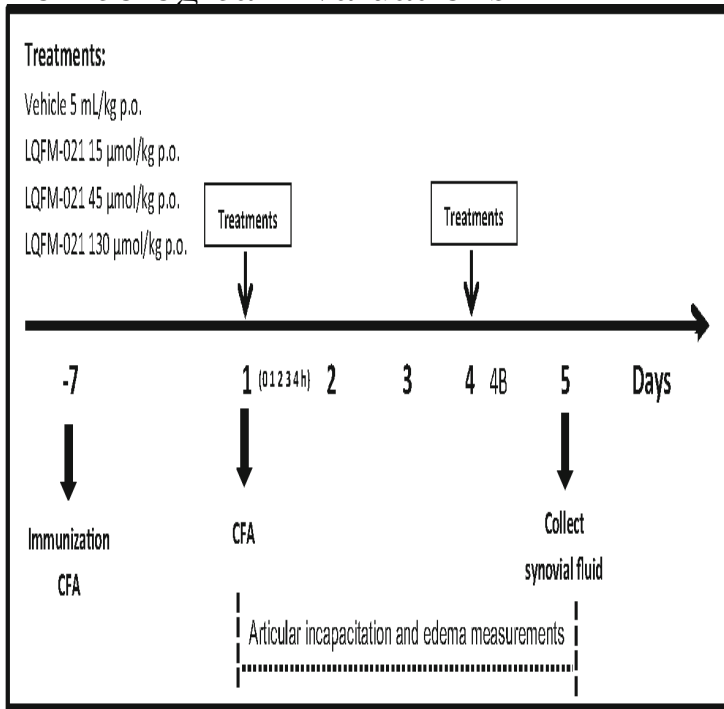 Treatments:
Vehicle 5 mL/kg p.o.
LQFM-021 15 µmol/kg p.o.
LQFM-021 45 µmol/kg p.o.
LQFM-021 130 µmol/kg p.o.
Treatments
Treatments
-7 1 (0 1 2 3 4 h) 2 3 4 4B 5 Days
Immunization
CFA
CFA
Collect
synovial fluid
Articular incapacitation and edema measurements